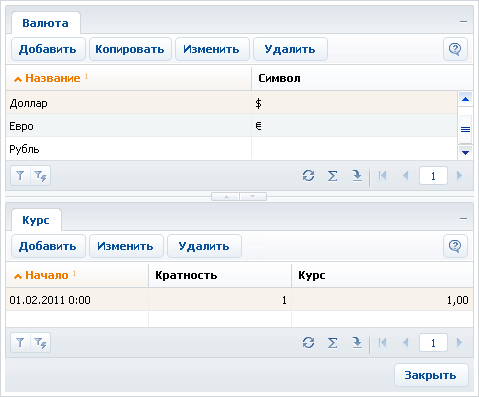 Валюта
Добавить Копировать Изменить Удалить
Название 1 Символ
Доллар $
Евро €
Рубль
1
Курс
Добавить Изменить Удалить
Начало 1 Кратность Курс
01.02.2011 0:00 1 1,00
1
Закрыть